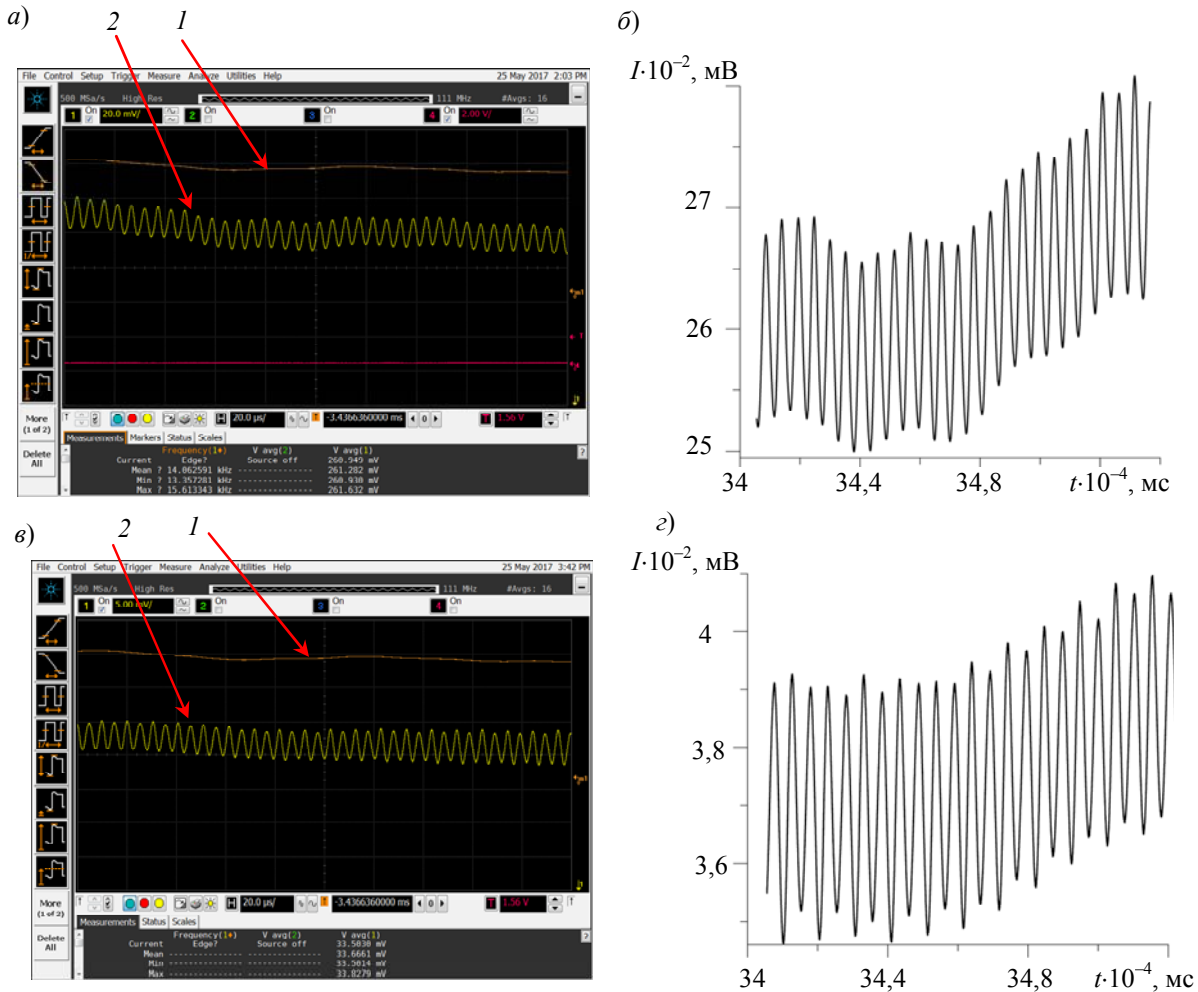 а)
2
1
File Control Setup Trigger Measure Analyze Utilities Help
25 May 2017 2:03 PM
500 MSa/s High Res
111 MHz
#Avgs: 16
1 On 20.0 mV/
2 On
3 On
4 On 2.00 V/
More
(1 of 2)
Delete
All
H 20.0 µs/
-3.4366360000 ms
0
T 1.56 V
Measurements Markers Status Scales
Frequency(1♦) V avg(2) V avg(1)
Current Edge? Source off 260.949 mV
Mean ? 14.062591 kHz -------------- 261.282 mV
Min ? 13.357281 kHz -------------- 260.930 mV
Max ? 15.613343 kHz -------------- 261.632 mV
б)
I·10⁻², мВ
27
26
25
34
34,4
34,8
t·10⁻⁴, мс
в)
2
1
File Control Setup Trigger Measure Analyze Utilities Help
25 May 2017 3:42 PM
500 MSa/s High Res
111 MHz
#Avgs: 16
1 On 5.00 mV/
2 On
3 On
4 On
More
(1 of 2)
Delete
All
H 20.0 µs/
-3.4366360000 ms
0
T 1.56 V
Measurements Status Scales
Frequency(1♦) V avg(2) V avg(1)
Current Edge? Source off 33.5030 mV
Mean -------------- -------------- 33.6661 mV
Min -------------- -------------- 33.5014 mV
Max -------------- -------------- 33.8279 mV
г)
I·10⁻², мВ
4
3,8
3,6
34
34,4
34,8
t·10⁻⁴, мс